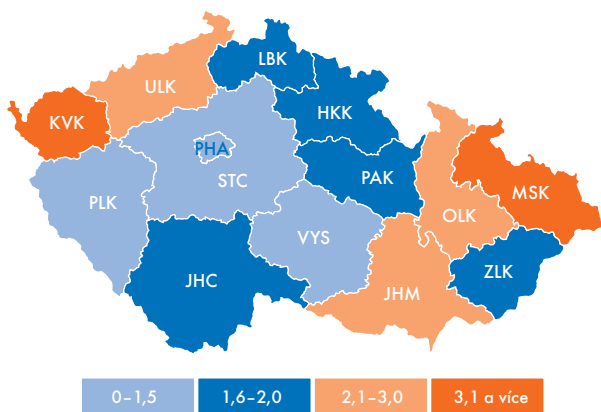 LBK
ULK
HKK
KVK
PHA
PAK
STC
MSK
PLK
OLK
VYS
ZLK
JHC
JHM
0–1,5
1,6–2,0
2,1–3,0
3,1 a více